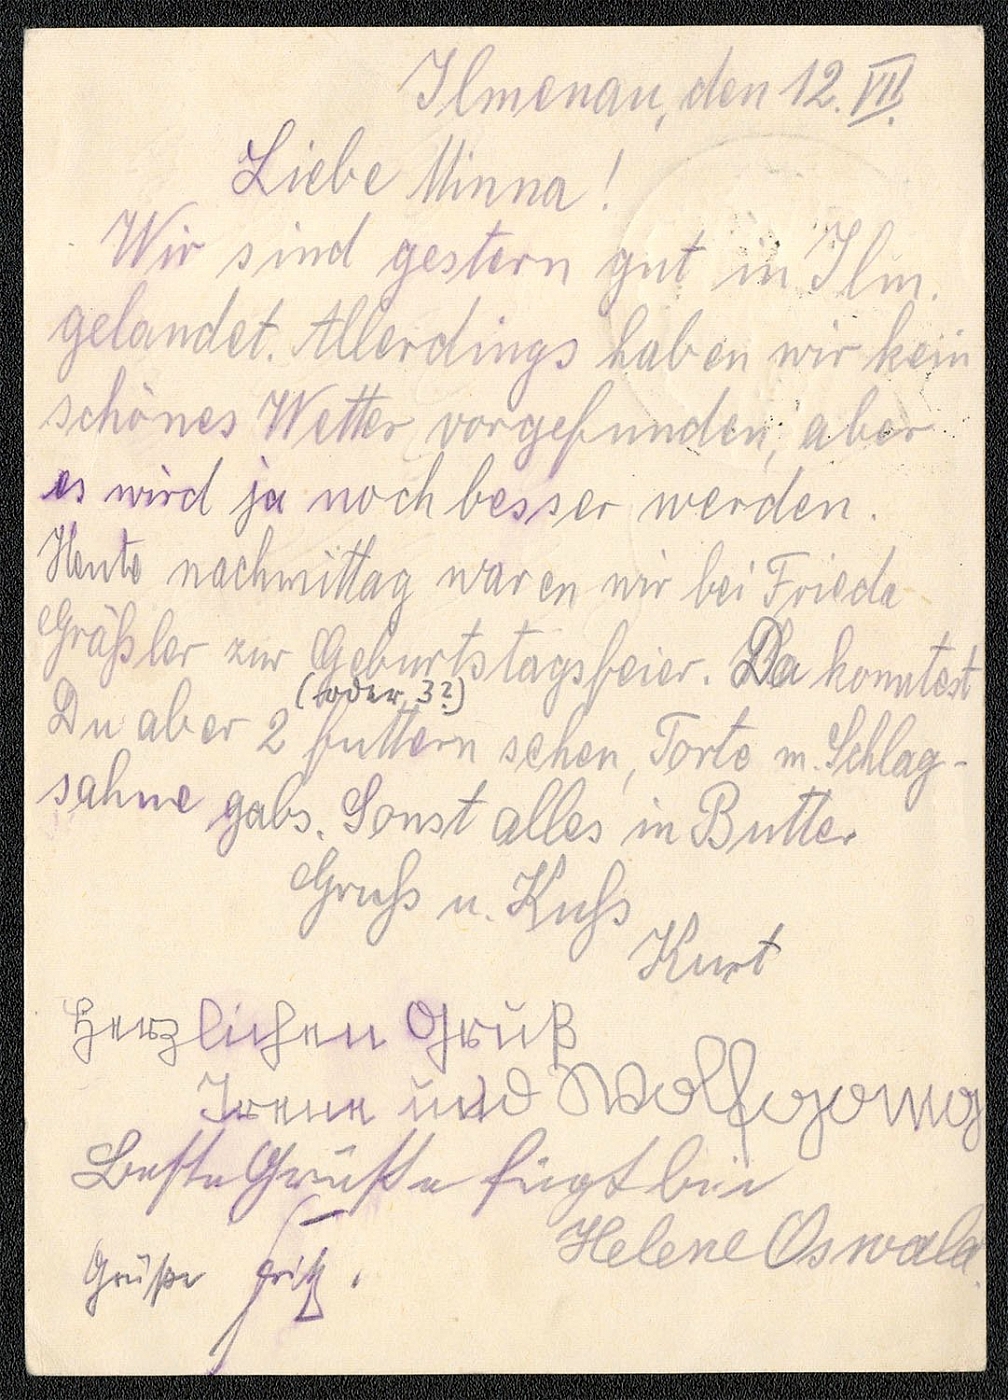 Ilmenau, den 12. VII.
Liebe Minna!
Wir sind gestern gut in Ilm.
gelandet. Allerdings haben wir kein
schönes Wetter vorgefunden, aber
es wird ja noch besser werden.
Heute nachmittag waren wir bei Frieda
Gräßler zur Geburtstagsfeier. Da konntest
(oder 3?)
Du aber 2 futtern sehen, Torte m. Schlag-
sahne gabs. Sonst alles in Butter
Gruß u. Kuß
Kurt
Herzlichen Gruß
Irene und Wolfgang
Beste Grüße fügt bei
Helene Oswald.
Grüße Fritz.